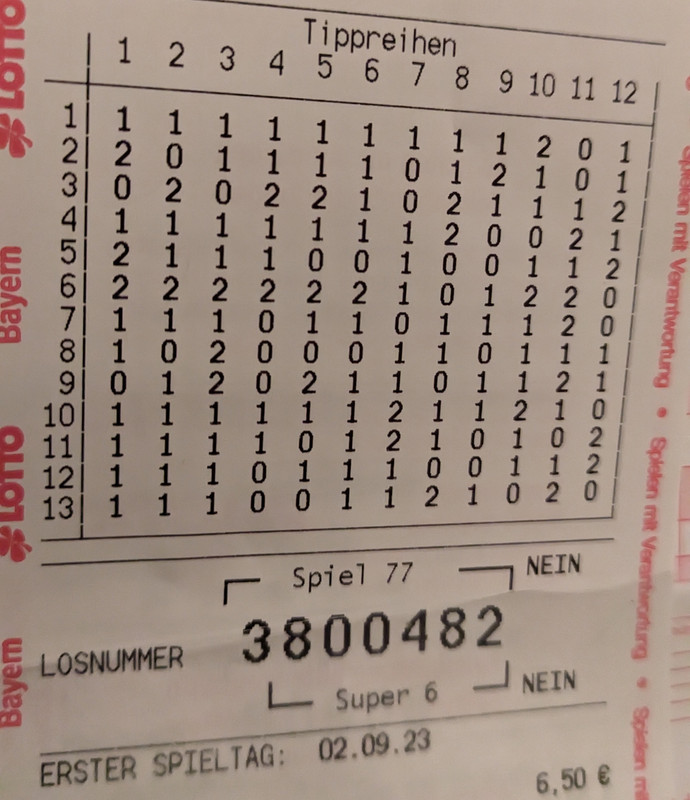 Tippreihen
1 2 3 4 5 6 7 8 9 10 11 12
1 1 1 1 1 1 1 1 1 1 2 0 1
2 2 0 1 1 1 1 0 1 2 1 0 1
3 0 2 0 2 2 1 0 2 1 1 1 2
4 1 1 1 1 1 1 1 2 0 0 2 1
5 2 1 1 1 0 0 1 0 0 1 1 2
6 2 2 2 2 2 2 1 0 1 2 2 0
7 1 1 1 0 1 1 0 1 1 1 2 0
8 1 0 2 0 0 0 1 1 0 1 1 1
9 0 1 2 0 2 1 1 0 1 1 2 1
10 1 1 1 1 1 1 2 1 1 2 1 0
11 1 1 1 1 0 1 2 1 0 1 0 2
12 1 1 1 0 1 1 1 0 0 1 1 2
13 1 1 1 0 0 1 1 2 1 0 2 0
Spiel 77 NEIN
LOSNUMMER 3800482
Super 6 NEIN
ERSTER SPIELTAG: 02.09.23
6,50 €
LOTTO
Bayern
LOTTO
Bayern
Spielen mit Verantwortung • Spielen mit Verantwortung • Spielen